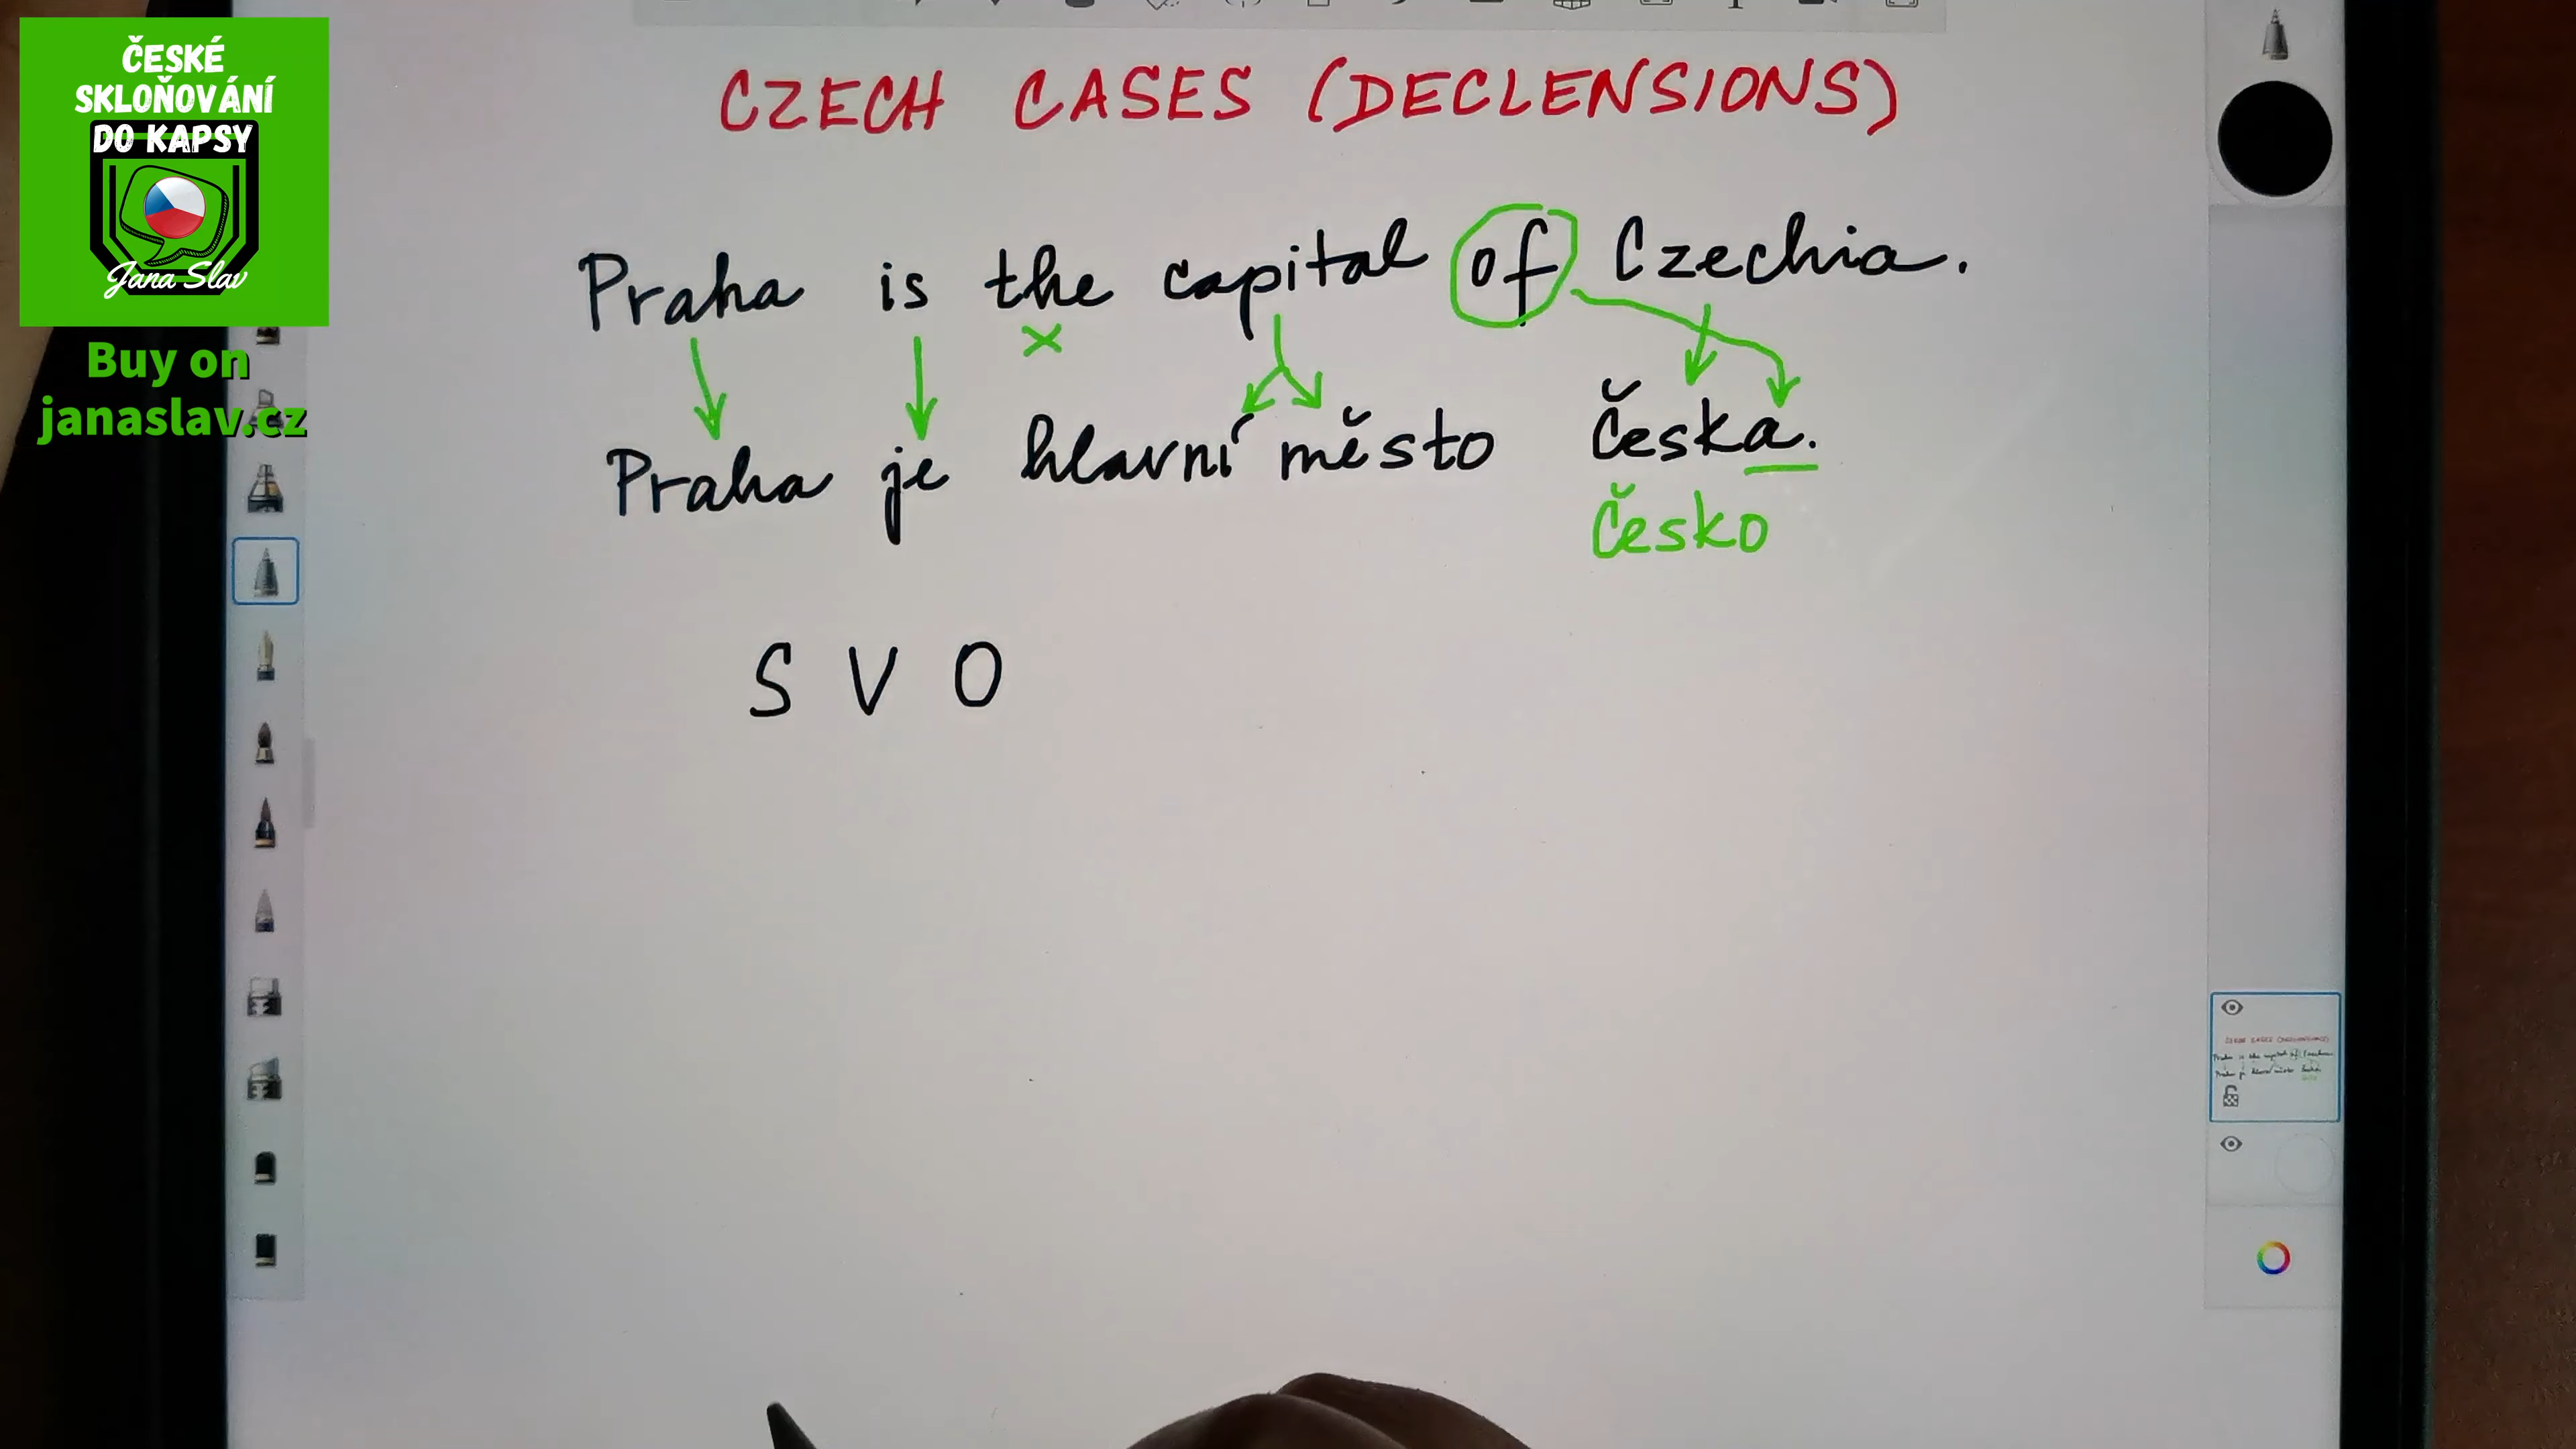 ČESKÉ
SKLOŇOVÁNÍ
DO KAPSY
Jana Slav
Buy on
janaslav.cz
CZECH CASES (DECLENSIONS)
Praha is the capital of Czechia.
x
Praha je hlavní město Česka.
Česko
S V O